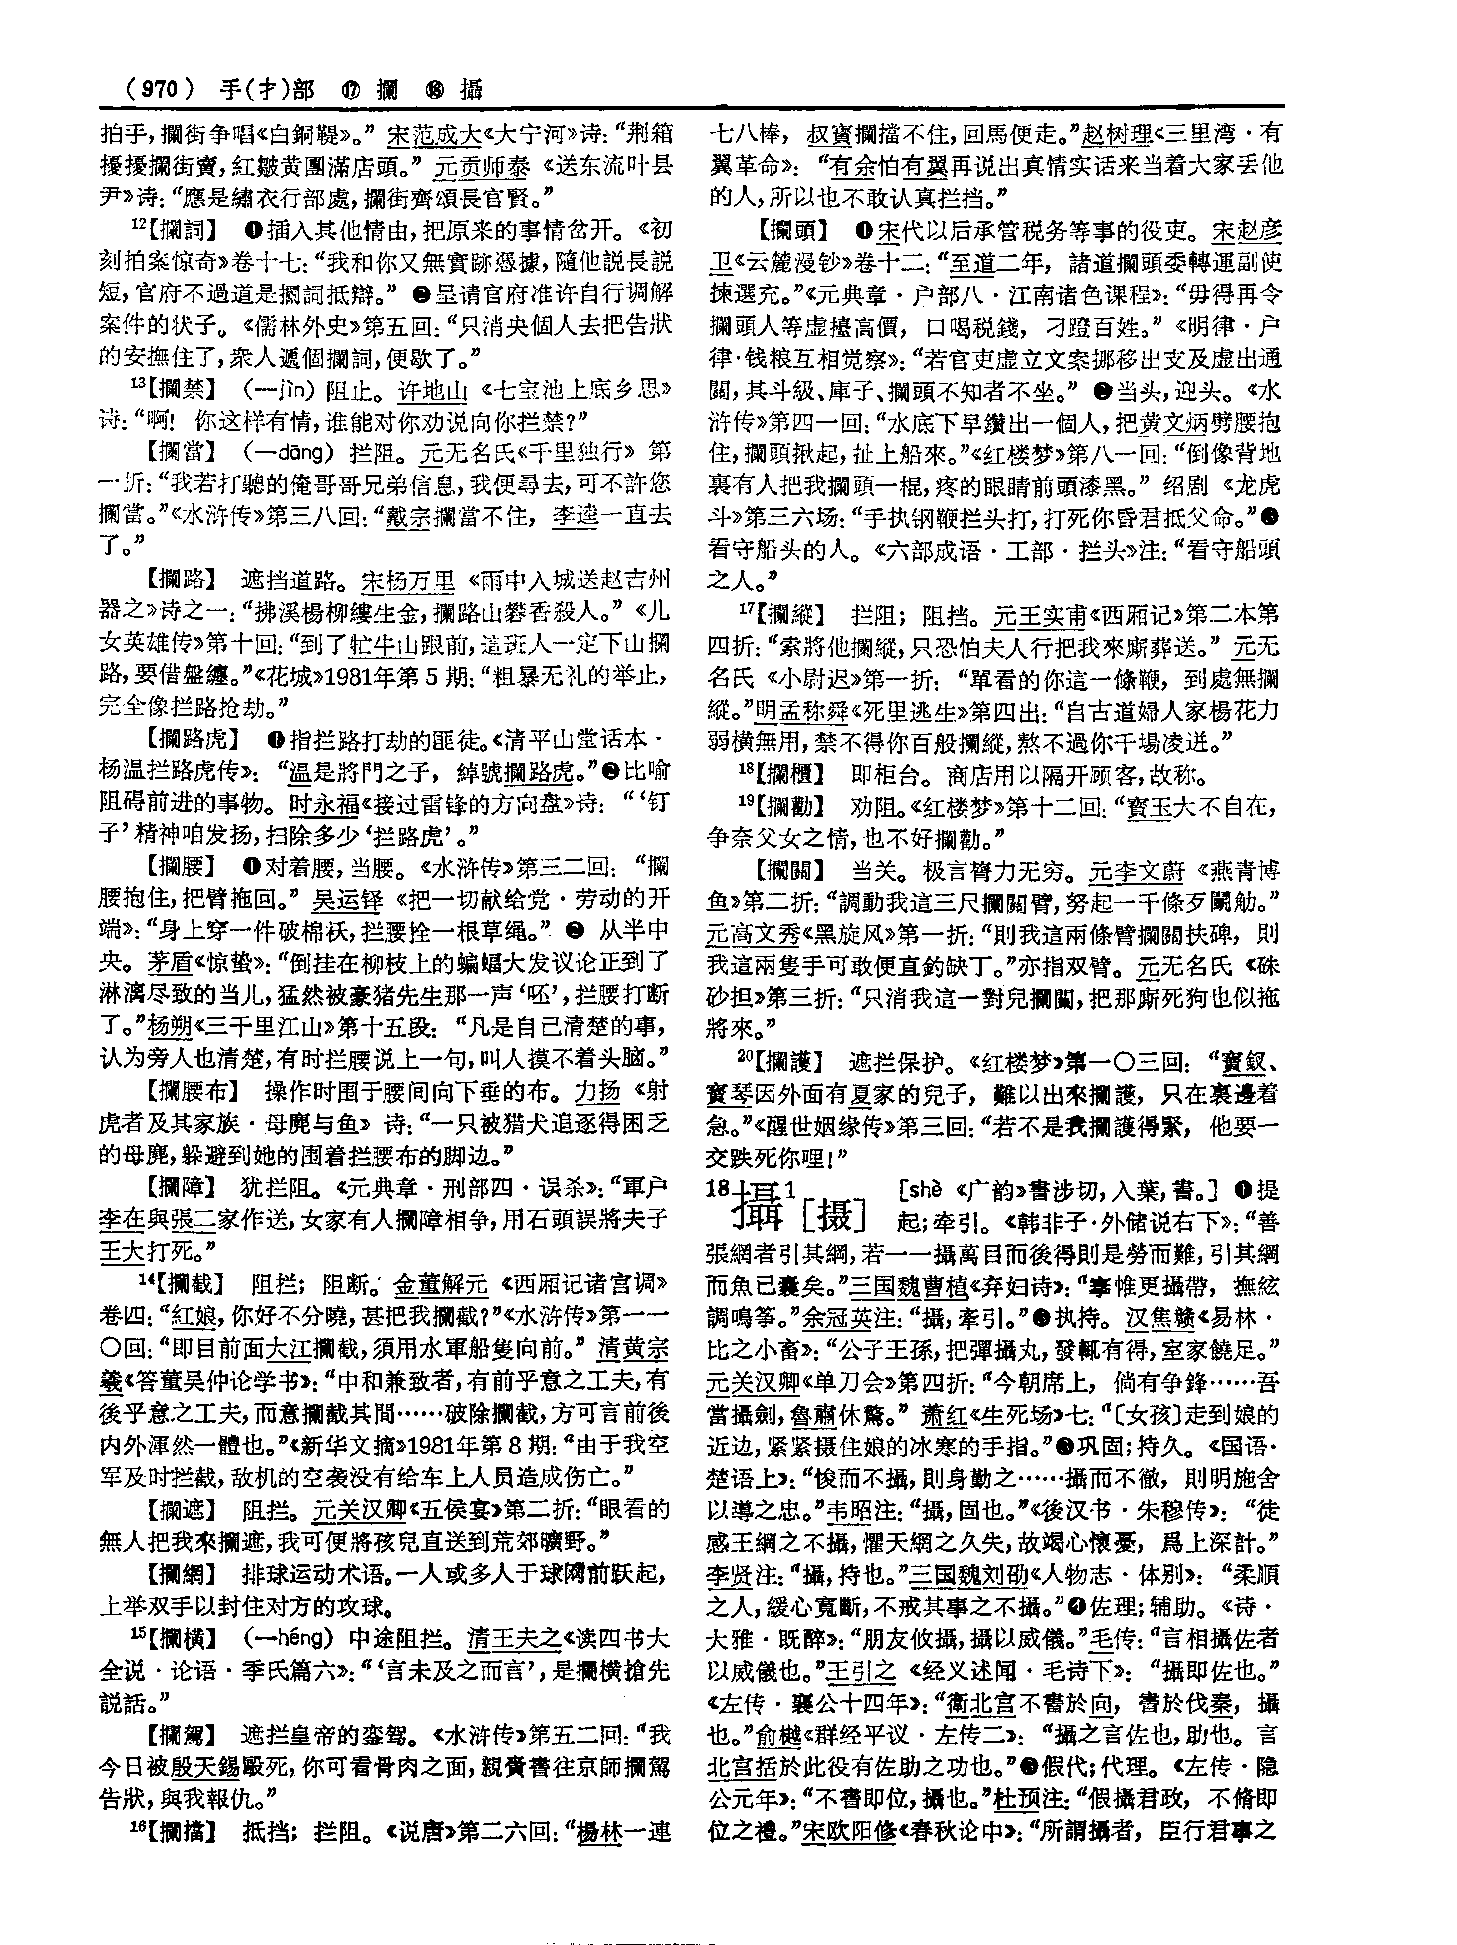 （970） 手(扌)部 ⑰ 攔 ⑱ 攝
拍手，攔街争唱《白銅鞮》。”宋范成大《大宁河》诗：“荆箱
擾擾攔街賣，紅皺黄團滿店頭。”元贡师泰《送东流叶县
尹》诗：“應是繡衣行部處，攔街齊頌長官賢。”
12【攔詞】 ❶插入其他情由，把原来的事情岔开。《初
刻拍案惊奇》卷十七：“我和你又無實跡憑據，隨他説長説
短，官府不過道是攔詞抵辯。” ❷呈请官府准许自行调解
案件的状子。《儒林外史》第五回：“只消央個人去把告狀
的安撫住了，衆人遞個攔詞，便歇了。”
13【攔禁】 （—jìn）阻止。许地山《七宝池上底乡思》
诗：“啊！你这样有情，谁能对你劝说向你拦禁？”
【攔當】 （—dāng）拦阻。元无名氏《千里独行》第
一折：“我若打聽的俺哥哥兄弟信息，我便尋去，可不許您
攔當。”《水浒传》第三八回：“戴宗攔當不住，李逵一直去
了。”
【攔路】 遮挡道路。宋杨万里《雨中入城送赵吉州
器之》诗之一：“拂溪楊柳縷生金，攔路山礬香殺人。”《儿
女英雄传》第十回：“到了牤牛山跟前，這班人一定下山攔
路，要借盤纏。”《花城》1981年第5期：“粗暴无礼的举止，
完全像拦路抢劫。”
【攔路虎】 ❶指拦路打劫的匪徒。《清平山堂话本·
杨温拦路虎传》：“温是將門之子，綽號攔路虎。”❷比喻
阻碍前进的事物。时永福《接过雷锋的方向盘》诗：“‘钉
子’精神咱发扬，扫除多少‘拦路虎’。”
【攔腰】 ❶对着腰，当腰。《水浒传》第三二回：“攔
腰抱住，把臂拖回。”吴运铎《把一切献给党·劳动的开
端》：“身上穿一件破棉袄，拦腰拴一根草绳。”❷ 从半中
央。茅盾《惊蛰》：“倒挂在柳枝上的蝙蝠大发议论正到了
淋漓尽致的当儿，猛然被豪猪先生那一声‘呸’，拦腰打断
了。”杨朔《三千里江山》第十五段：“凡是自己清楚的事，
认为旁人也清楚，有时拦腰说上一句，叫人摸不着头脑。”
【攔腰布】 操作时围于腰间向下垂的布。力扬《射
虎者及其家族·母麂与鱼》诗：“一只被猎犬追逐得困乏
的母麂，躲避到她的围着拦腰布的脚边。”
【攔障】 犹拦阻。《元典章·刑部四·误杀》：“軍户
李在與張二家作送，女家有人攔障相争，用石頭誤將夫子
王大打死。”
14【攔截】 阻拦；阻断。金董解元《西厢记诸宫调》
卷四：“紅娘，你好不分曉，甚把我攔截？”《水浒传》第一一
〇回：“即目前面大江攔截，須用水軍船隻向前。”清黄宗
羲《答董吴仲论学书》：“中和兼致者，有前乎意之工夫，有
後乎意之工夫，而意攔截其間……破除攔截，方可言前後
内外渾然一體也。”《新华文摘》1981年第8期：“由于我空
军及时拦截，敌机的空袭没有给车上人员造成伤亡。”
【攔遮】 阻拦。元关汉卿《五侯宴》第二折：“眼看的
無人把我來攔遮，我可便將孩兒直送到荒郊曠野。”
【攔網】 排球运动术语。一人或多人于球网前跃起，
上举双手以封住对方的攻球。
15【攔橫】 （—héng）中途阻拦。清王夫之《读四书大
全说·论语·季氏篇六》：“‘言未及之而言’，是攔橫搶先
説話。”
【攔駕】 遮拦皇帝的銮驾。《水浒传》第五二回：“我
今日被殷天錫毆死，你可看骨肉之面，親賫書往京師攔駕
告狀，與我報仇。”
16【攔擋】 抵挡；拦阻。《说唐》第二六回：“楊林一連
七八棒，叔寳攔擋不住，回馬便走。”赵树理《三里湾·有
翼革命》：“有余怕有翼再说出真情实话来当着大家丢他
的人，所以也不敢认真拦挡。”
【攔頭】 ❶宋代以后承管税务等事的役吏。宋赵彦
卫《云麓漫钞》卷十二：“至道二年，諸道攔頭委轉運副使
揀選充。”《元典章·户部八·江南诸色课程》：“毋得再令
攔頭人等虚擡高價，口喝税錢，刁蹬百姓。”《明律·户
律·钱粮互相觉察》：“若官吏虚立文案挪移出支及虚出通
關，其斗級、庫子、攔頭不知者不坐。”❷当头，迎头。《水
浒传》第四一回：“水底下早鑽出一個人，把黄文炳劈腰抱
住，攔頭揪起，扯上船來。”《红楼梦》第八一回：“倒像背地
裏有人把我攔頭一棍，疼的眼睛前頭漆黑。”绍剧《龙虎
斗》第三六场：“手执钢鞭拦头打，打死你昏君抵父命。”❸
看守船头的人。《六部成语·工部·拦头》注：“看守船頭
之人。”
17【攔縱】 拦阻；阻挡。元王实甫《西厢记》第二本第
四折：“索將他攔縱，只恐怕夫人行把我來廝葬送。”元无
名氏《小尉迟》第一折：“單看的你這一條鞭，到處無攔
縱。”明孟称舜《死里逃生》第四出：“自古道婦人家楊花力
弱橫無用，禁不得你百般攔縱，熬不過你千場凌迸。”
18【攔櫃】 即柜台。商店用以隔开顾客，故称。
19【攔勸】 劝阻。《红楼梦》第十二回：“寳玉大不自在，
争奈父女之情，也不好攔勸。”
【攔關】 当关。极言膂力无穷。元李文蔚《燕青博
鱼》第二折：“調動我這三尺攔關臂，努起一千條歹鬭觔。”
元高文秀《黑旋风》第一折：“則我這兩條臂攔關扶碑，則
我這兩隻手可敢便直釣缺丁。”亦指双臂。元无名氏《硃
砂担》第三折：“只消我這一對兒攔關，把那廝死狗也似拖
將來。”
20【攔護】 遮拦保护。《红楼梦》第一〇三回：“寳釵、
寳琴因外面有夏家的兒子，難以出來攔護，只在裏邊着
急。”《醒世姻缘传》第三回：“若不是我攔護得緊，他要一
交跌死你哩！”
18攝1［摄］ ［shè《广韵》書涉切，入葉，書。］❶提
起；牵引。《韩非子·外储说右下》：“善
張網者引其綱，若一一攝萬目而後得則是勞而難，引其綱
而魚已囊矣。”三国魏曹植《弃妇诗》：“搴帷更攝帶，撫絃
調鳴筝。”余冠英注：“攝，牽引。”❷执持。汉焦赣《易林·
比之小畜》：“公子王孫，把彈攝丸，發輒有得，室家饒足。”
元关汉卿《单刀会》第四折：“今朝席上，倘有争鋒……吾
當攝劍，魯肅休驚。”萧红《生死场》七：“〔女孩〕走到娘的
近边，紧紧摄住娘的冰寒的手指。”❸巩固；持久。《国语·
楚语上》：“悛而不攝，則身勤之……攝而不徹，則明施舍
以導之忠。”韦昭注：“攝，固也。”《後汉书·朱穆传》：“徒
感王綱之不攝，懼天網之久失，故竭心懷憂，爲上深計。”
李贤注：“攝，持也。”三国魏刘劭《人物志·体别》：“柔順
之人，緩心寬斷，不戒其事之不攝。”❹佐理；辅助。《诗·
大雅·既醉》：“朋友攸攝，攝以威儀。”毛传：“言相攝佐者
以威儀也。”王引之《经义述闻·毛诗下》：“攝即佐也。”
《左传·襄公十四年》：“衛北宫不書於向，書於伐秦，攝
也。”俞樾《群经平议·左传二》：“攝之言佐也，助也。言
北宫括於此役有佐助之功也。”❺假代；代理。《左传·隐
公元年》：“不書即位，攝也。”杜预注：“假攝君政，不脩即
位之禮。”宋欧阳修《春秋论中》：“所謂攝者，臣行君事之